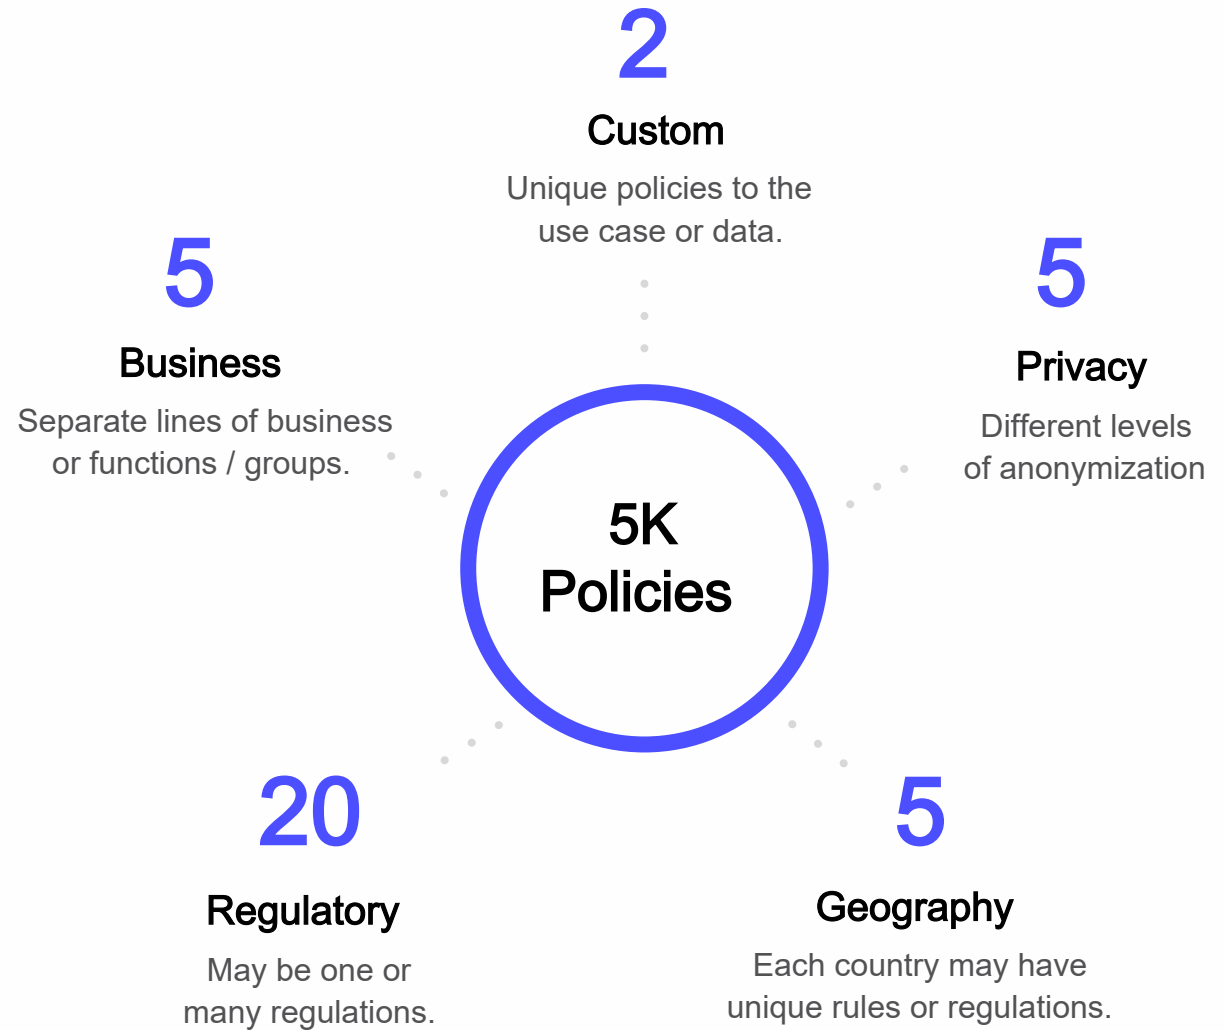 2
Custom
Unique policies to the
use case or data.
5
Business
Separate lines of business
or functions / groups.
5
Privacy
Different levels
of anonymization
5K
Policies
20
Regulatory
May be one or
many regulations.
5
Geography
Each country may have
unique rules or regulations.